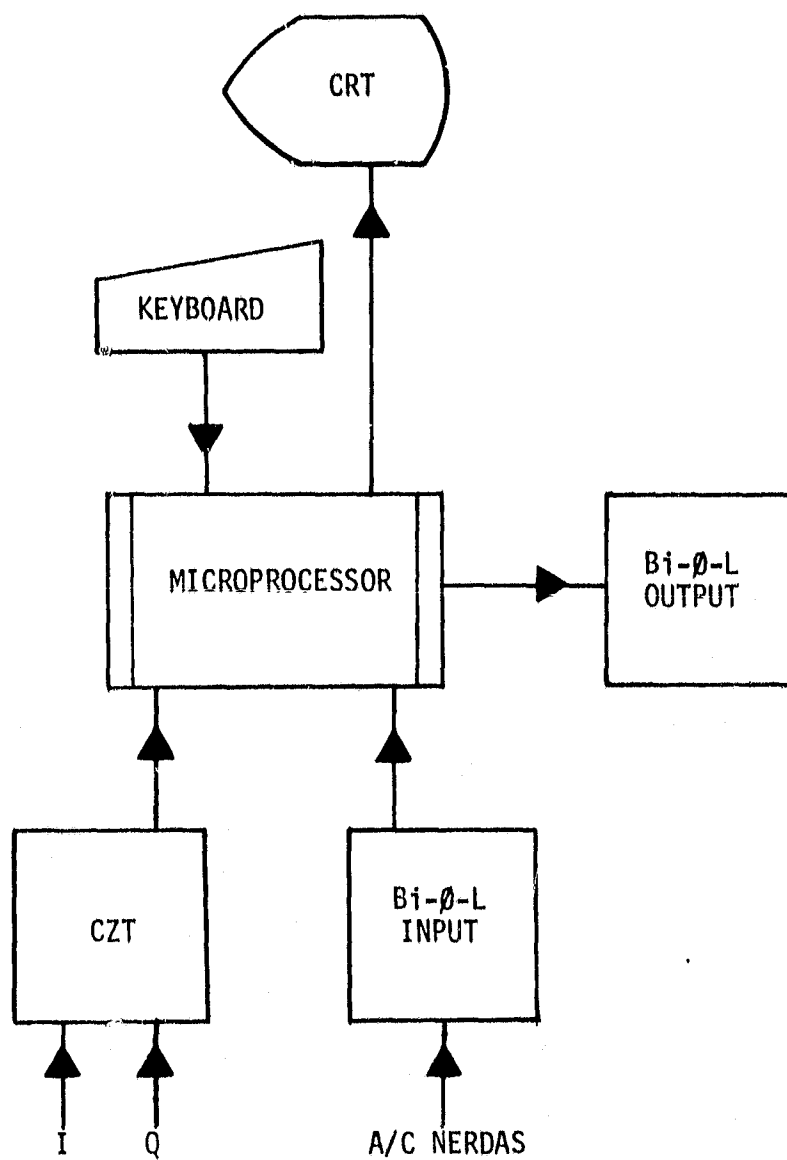 CRT
KEYBOARD
MICROPROCESSOR
Bi-Ø-L
OUTPUT
CZT
Bi-Ø-L
INPUT
I
Q
A/C NERDAS